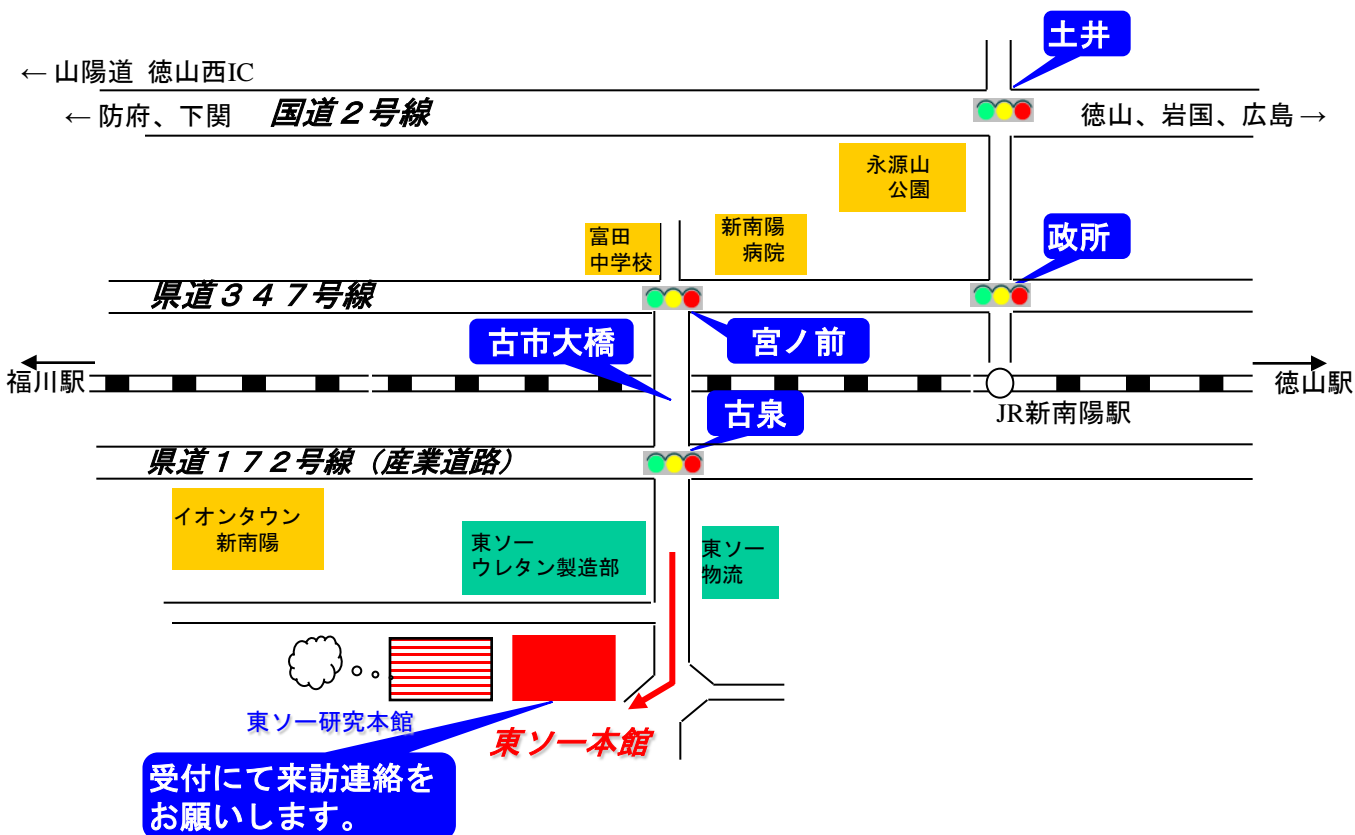 土井
← 山陽道 徳山西IC
← 防府、下関
国道２号線
徳山、岩国、広島 →
永源山
公園
富田
中学校
新南陽
病院
政所
県道３４７号線
古市大橋
宮ノ前
福川駅
徳山駅
JR新南陽駅
古泉
県道１７２号線（産業道路）
イオンタウン
新南陽
東ソー
ウレタン製造部
東ソー
物流
東ソー研究本館
東ソー本館
受付にて来訪連絡を
お願いします。